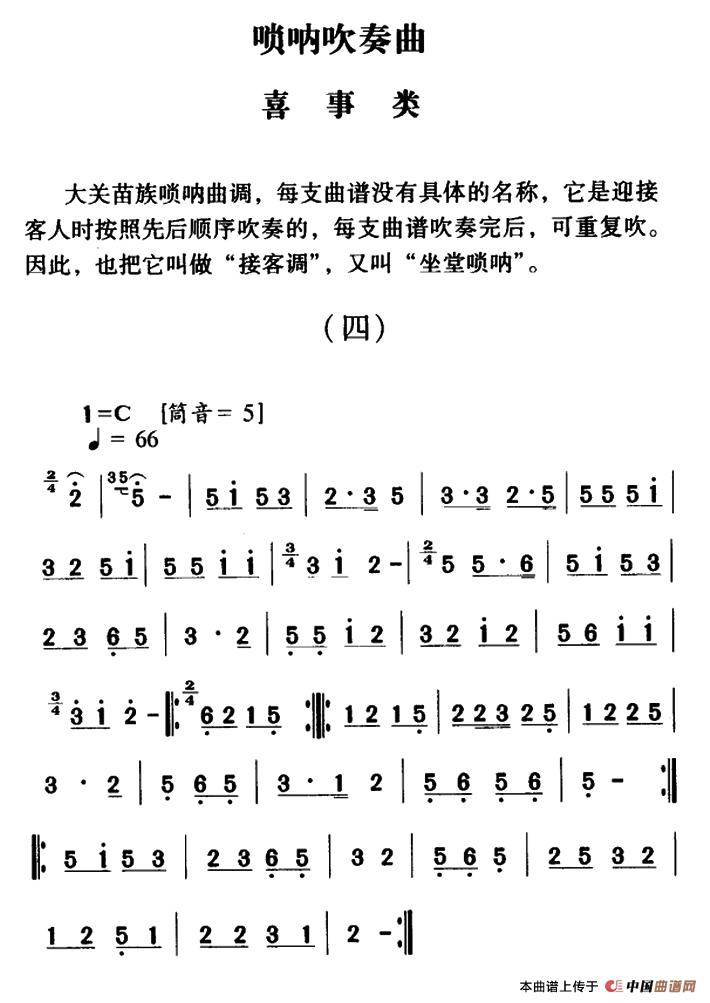 唢呐吹奏曲
喜 事 类
大关苗族唢呐曲调，每支曲谱没有具体的名称，它是迎接
客人时按照先后顺序吹奏的，每支曲谱吹奏完后，可重复吹。
因此，也把它叫做“接客调”，又叫“坐堂唢呐”。
（四）
1=C [筒音= 5]
♩ = 66
2/4 2̇ | 35 5̣ - | 5 i̇ 5 3 | 2 · 3 5 | 3 · 3 2 · 5 | 5 5 5 i̇ |
3 2 5 i̇ | 5 5 i̇ i̇ | 3/4 3 i̇ 2 - | 2/4 5 5 · 6 | 5 i̇ 5 3 |
2 3 6̣ 5̣ | 3 · 2 | 5̣ 5̣ i̇ 2 | 3 2 i̇ 2 | 5 6 i̇ i̇ |
3/4 3̇ i̇ 2̇ - |: 2/4 6̣ 2 1 5̣ :|: 1 2 1 5̣ | 2 2 3 2 5̣ | 1 2 2 5 |
3 · 2 | 5̣ 6̣ 5̣ | 3 · 1 2 | 5̣ 6̣ 5̣ 6̣ | 5̣ - :|
|: 5 i̇ 5 3 | 2 3 6̣ 5̣ | 3 2 | 5̣ 6̣ 5̣ | 2 5 3 2 |
1 2 5̣ 1 | 2 2 3 1 | 2 - :|
本曲谱上传于 中国曲谱网